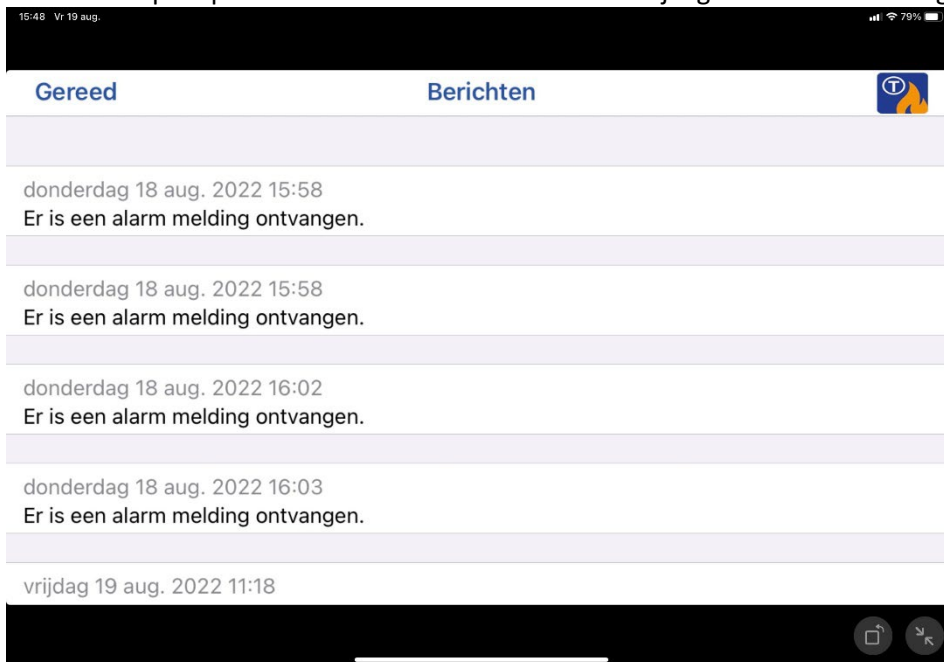 15:48 Vr 19 aug.
79%
Gereed
Berichten
T
donderdag 18 aug. 2022 15:58
Er is een alarm melding ontvangen.
donderdag 18 aug. 2022 15:58
Er is een alarm melding ontvangen.
donderdag 18 aug. 2022 16:02
Er is een alarm melding ontvangen.
donderdag 18 aug. 2022 16:03
Er is een alarm melding ontvangen.
vrijdag 19 aug. 2022 11:18